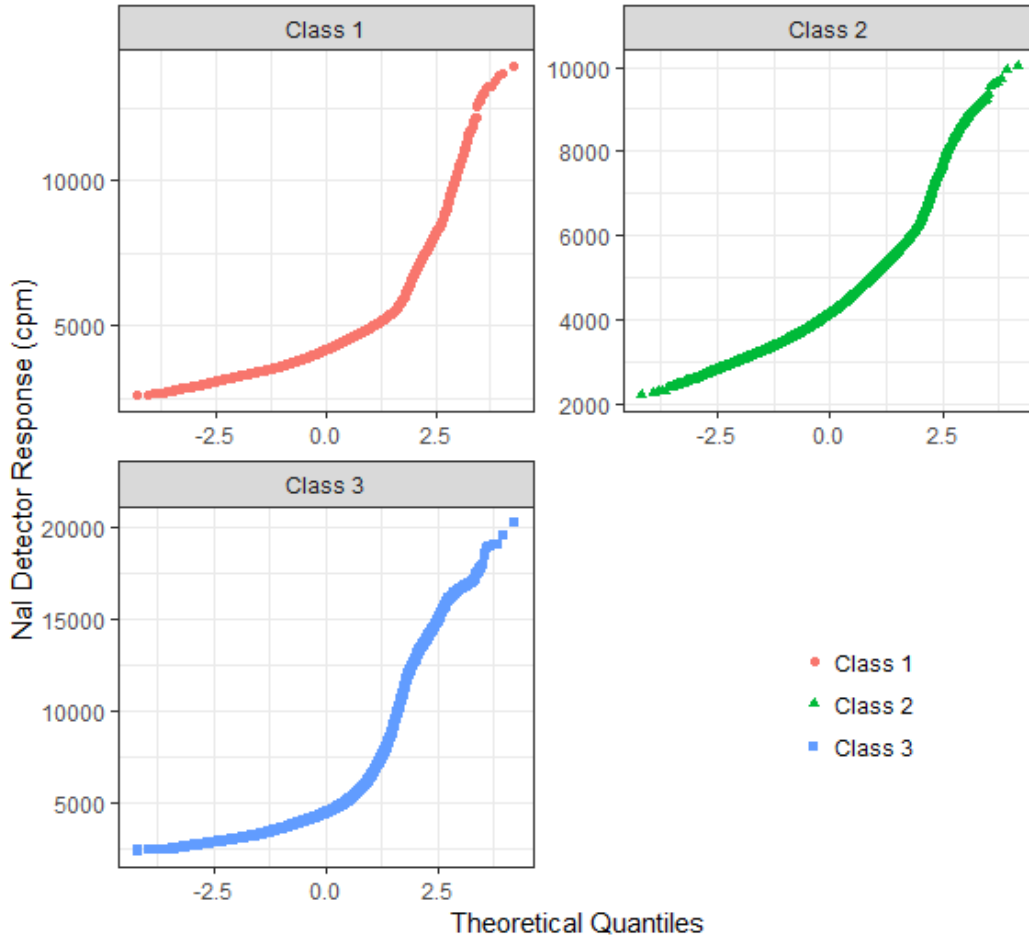 Class 1
Class 2
10000
5000
-2.5 0.0 2.5
10000
8000
6000
4000
2000
-2.5 0.0 2.5
NaI Detector Response (cpm)
Class 3
20000
15000
10000
5000
-2.5 0.0 2.5
Class 1
Class 2
Class 3
Theoretical Quantiles